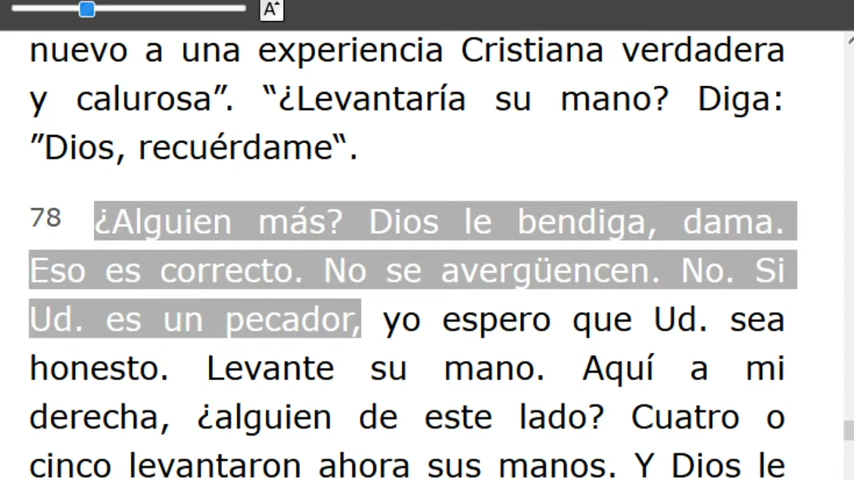 A
nuevo a una experiencia Cristiana verdadera
y calurosa”. “¿Levantaría su mano? Diga:
”Dios, recuérdame“.
78 ¿Alguien más? Dios le bendiga, dama.
Eso es correcto. No se avergüencen. No. Si
Ud. es un pecador, yo espero que Ud. sea
honesto. Levante su mano. Aquí a mi
derecha, ¿alguien de este lado? Cuatro o
cinco levantaron ahora sus manos. Y Dios le